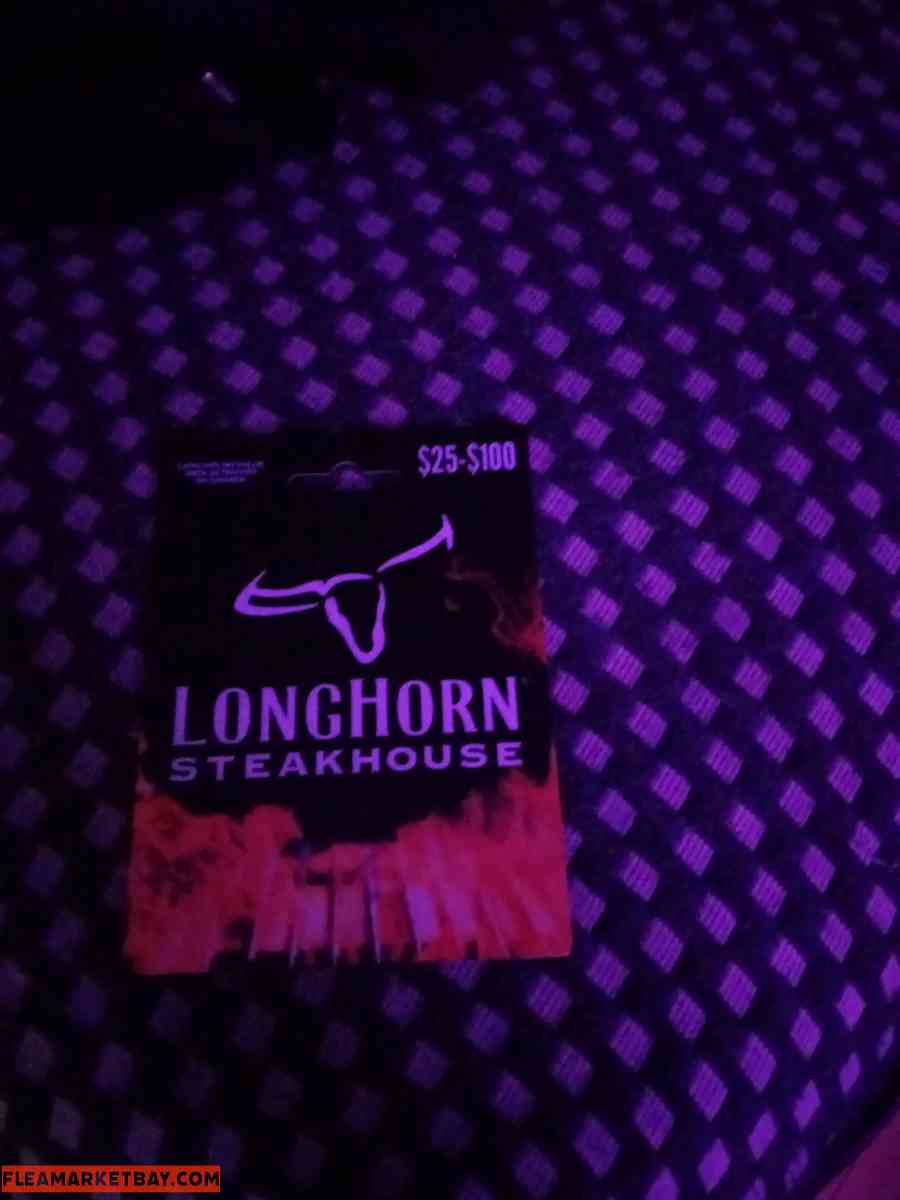 $25-$100
LONGHORN
STEAKHOUSE
FLEAMARKETBAY.COM